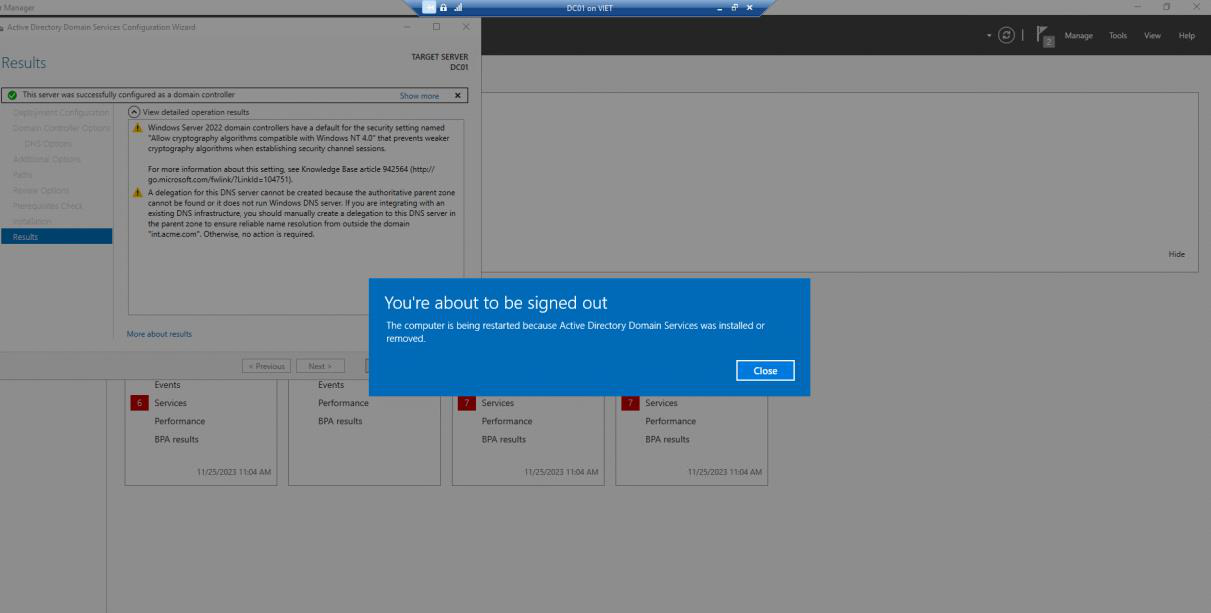 r Manager
DC01 on VIET
Active Directory Domain Services Configuration Wizard
2
Manage
Tools
View
Help
Results
TARGET SERVER
DC01
This server was successfully configured as a domain controller
Show more
Deployment Configuration
Domain Controller Options
DNS Options
Additional Options
Paths
Review Options
Prerequisites Check
Installation
Results
View detailed operation results
Windows Server 2022 domain controllers have a default for the security setting named
"Allow cryptography algorithms compatible with Windows NT 4.0" that prevents weaker
cryptography algorithms when establishing security channel sessions.
For more information about this setting, see Knowledge Base article 942564 (http://
go.microsoft.com/fwlink/?LinkId=104751).
A delegation for this DNS server cannot be created because the authoritative parent zone
cannot be found or it does not run Windows DNS server. If you are integrating with an
existing DNS infrastructure, you should manually create a delegation to this DNS server in
the parent zone to ensure reliable name resolution from outside the domain
"int.acme.com". Otherwise, no action is required.
Hide
More about results
< Previous
Next >
You're about to be signed out
The computer is being restarted because Active Directory Domain Services was installed or
removed.
Close
Events
6 Services
Performance
BPA results
11/25/2023 11:04 AM
Events
Performance
BPA results
7 Services
Performance
BPA results
11/25/2023 11:04 AM
7 Services
Performance
BPA results
11/25/2023 11:04 AM